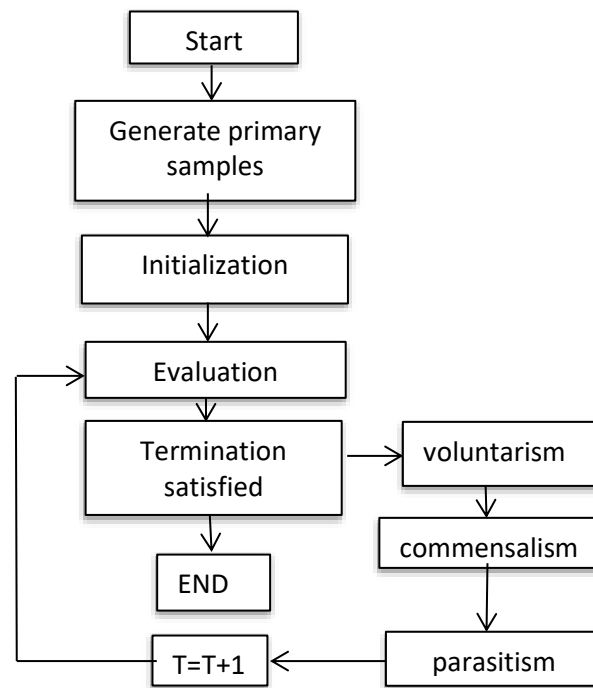 Start
Generate primary
samples
Initialization
Evaluation
Termination
satisfied
voluntarism
commensalism
END
T=T+1
parasitism